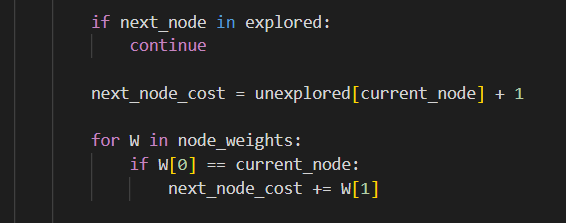 if next_node in explored:
continue
next_node_cost = unexplored[current_node] + 1
for W in node_weights:
if W[0] == current_node:
next_node_cost += W[1]